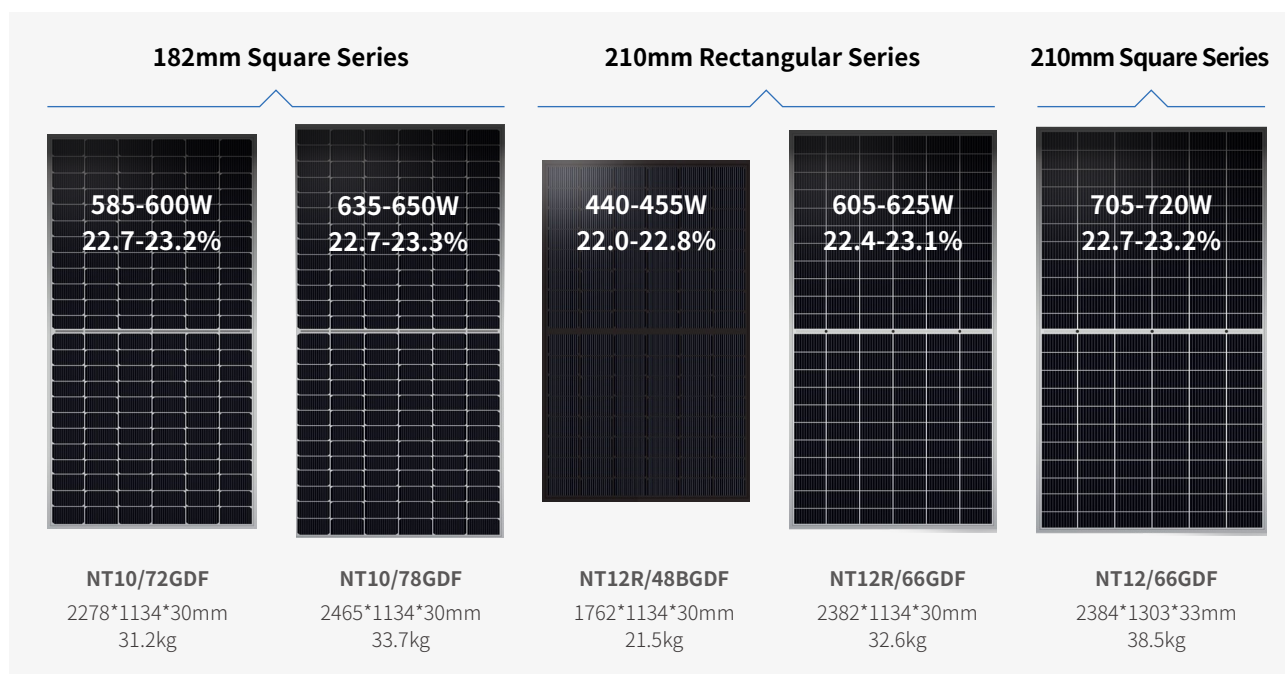 182mm Square Series
210mm Rectangular Series
210mm Square Series
585-600W
22.7-23.2%
635-650W
22.7-23.3%
440-455W
22.0-22.8%
605-625W
22.4-23.1%
705-720W
22.7-23.2%
NT10/72GDF
2278*1134*30mm
31.2kg
NT10/78GDF
2465*1134*30mm
33.7kg
NT12R/48BGDF
1762*1134*30mm
21.5kg
NT12R/66GDF
2382*1134*30mm
32.6kg
NT12/66GDF
2384*1303*33mm
38.5kg